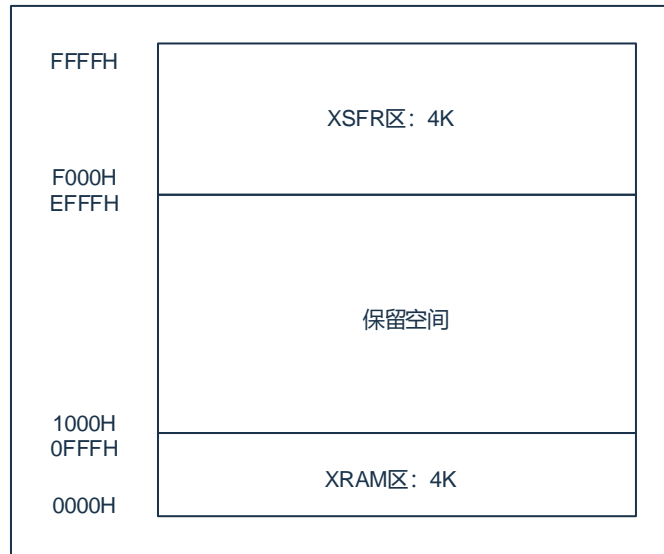 FFFFH
XSFR区：4K
F000H
EFFFH
保留空间
1000H
0FFFH
XRAM区：4K
0000H